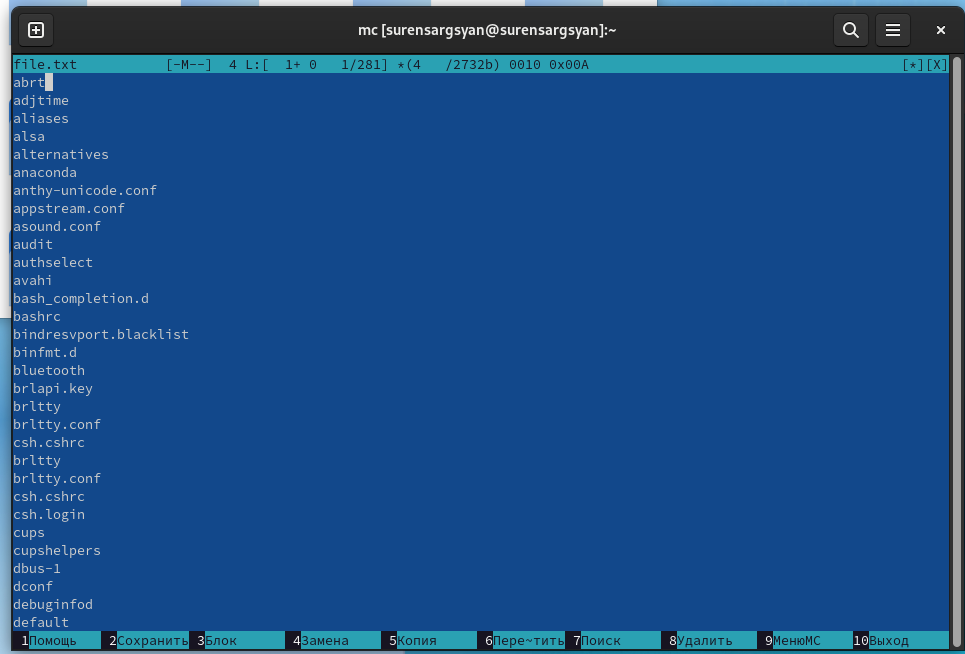 mc [surensargsyan@surensargsyan]:~
file.txt [-M--] 4 L:[ 1+ 0 1/281] *(4 /2732b) 0010 0x00A [*][X]
abrt
adjtime
aliases
alsa
alternatives
anaconda
anthy-unicode.conf
appstream.conf
asound.conf
audit
authselect
avahi
bash_completion.d
bashrc
bindresvport.blacklist
binfmt.d
bluetooth
brlapi.key
brltty
brltty.conf
csh.cshrc
brltty
brltty.conf
csh.cshrc
csh.login
cups
cupshelpers
dbus-1
dconf
debuginfod
default
1Помощь 2Сохранить 3Блок 4Замена 5Копия 6Пере~тить 7Поиск 8Удалить 9МенюMC 10Выход